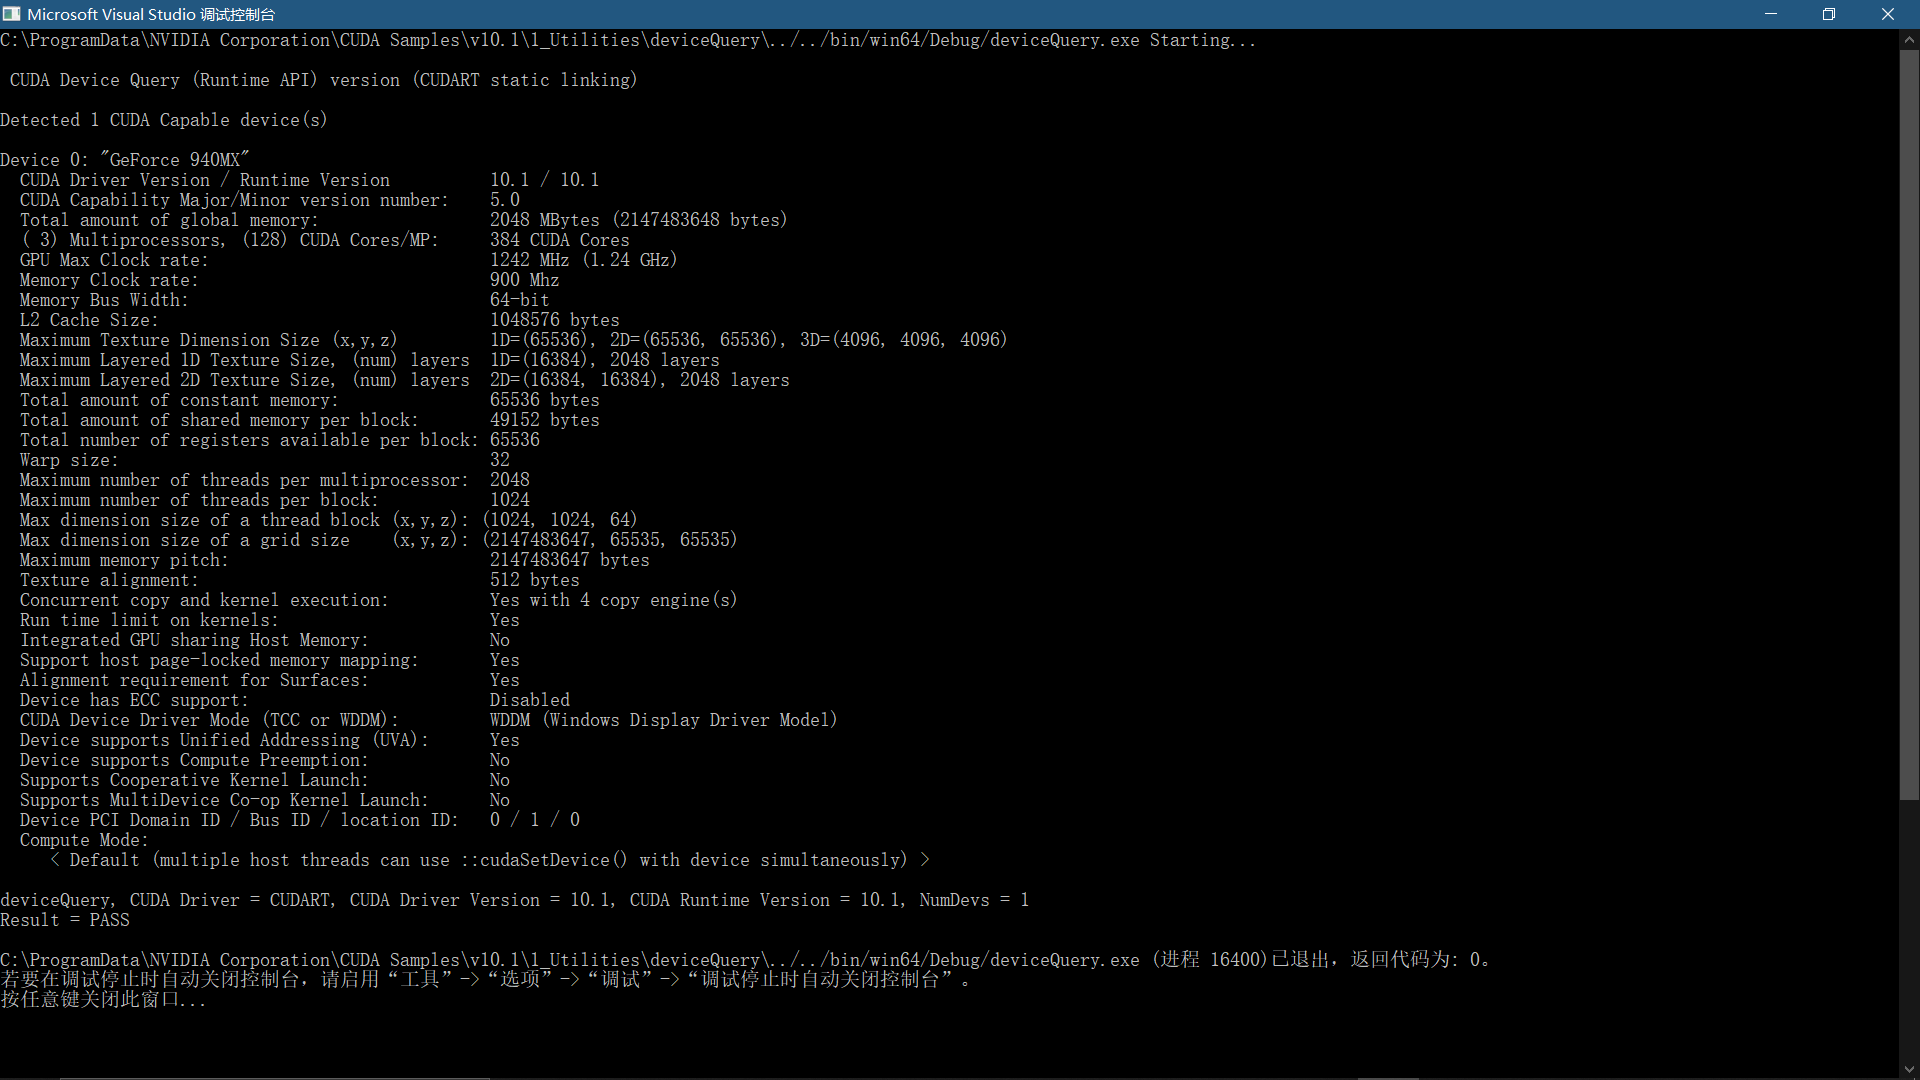 Microsoft Visual Studio 调试控制台
C:\ProgramData\NVIDIA Corporation\CUDA Samples\v10.1\1_Utilities\deviceQuery\../../bin/win64/Debug/deviceQuery.exe Starting...
CUDA Device Query (Runtime API) version (CUDART static linking)
Detected 1 CUDA Capable device(s)
Device 0: "GeForce 940MX"
CUDA Driver Version / Runtime Version 10.1 / 10.1
CUDA Capability Major/Minor version number: 5.0
Total amount of global memory: 2048 MBytes (2147483648 bytes)
( 3) Multiprocessors, (128) CUDA Cores/MP: 384 CUDA Cores
GPU Max Clock rate: 1242 MHz (1.24 GHz)
Memory Clock rate: 900 Mhz
Memory Bus Width: 64-bit
L2 Cache Size: 1048576 bytes
Maximum Texture Dimension Size (x,y,z) 1D=(65536), 2D=(65536, 65536), 3D=(4096, 4096, 4096)
Maximum Layered 1D Texture Size, (num) layers 1D=(16384), 2048 layers
Maximum Layered 2D Texture Size, (num) layers 2D=(16384, 16384), 2048 layers
Total amount of constant memory: 65536 bytes
Total amount of shared memory per block: 49152 bytes
Total number of registers available per block: 65536
Warp size: 32
Maximum number of threads per multiprocessor: 2048
Maximum number of threads per block: 1024
Max dimension size of a thread block (x,y,z): (1024, 1024, 64)
Max dimension size of a grid size (x,y,z): (2147483647, 65535, 65535)
Maximum memory pitch: 2147483647 bytes
Texture alignment: 512 bytes
Concurrent copy and kernel execution: Yes with 4 copy engine(s)
Run time limit on kernels: Yes
Integrated GPU sharing Host Memory: No
Support host page-locked memory mapping: Yes
Alignment requirement for Surfaces: Yes
Device has ECC support: Disabled
CUDA Device Driver Mode (TCC or WDDM): WDDM (Windows Display Driver Model)
Device supports Unified Addressing (UVA): Yes
Device supports Compute Preemption: No
Supports Cooperative Kernel Launch: No
Supports MultiDevice Co-op Kernel Launch: No
Device PCI Domain ID / Bus ID / location ID: 0 / 1 / 0
Compute Mode:
< Default (multiple host threads can use ::cudaSetDevice() with device simultaneously) >
deviceQuery, CUDA Driver = CUDART, CUDA Driver Version = 10.1, CUDA Runtime Version = 10.1, NumDevs = 1
Result = PASS
C:\ProgramData\NVIDIA Corporation\CUDA Samples\v10.1\1_Utilities\deviceQuery\../../bin/win64/Debug/deviceQuery.exe (进程 16400)已退出，返回代码为: 0。
若要在调试停止时自动关闭控制台，请启用“工具”->“选项”->“调试”->“调试停止时自动关闭控制台”。
按任意键关闭此窗口...